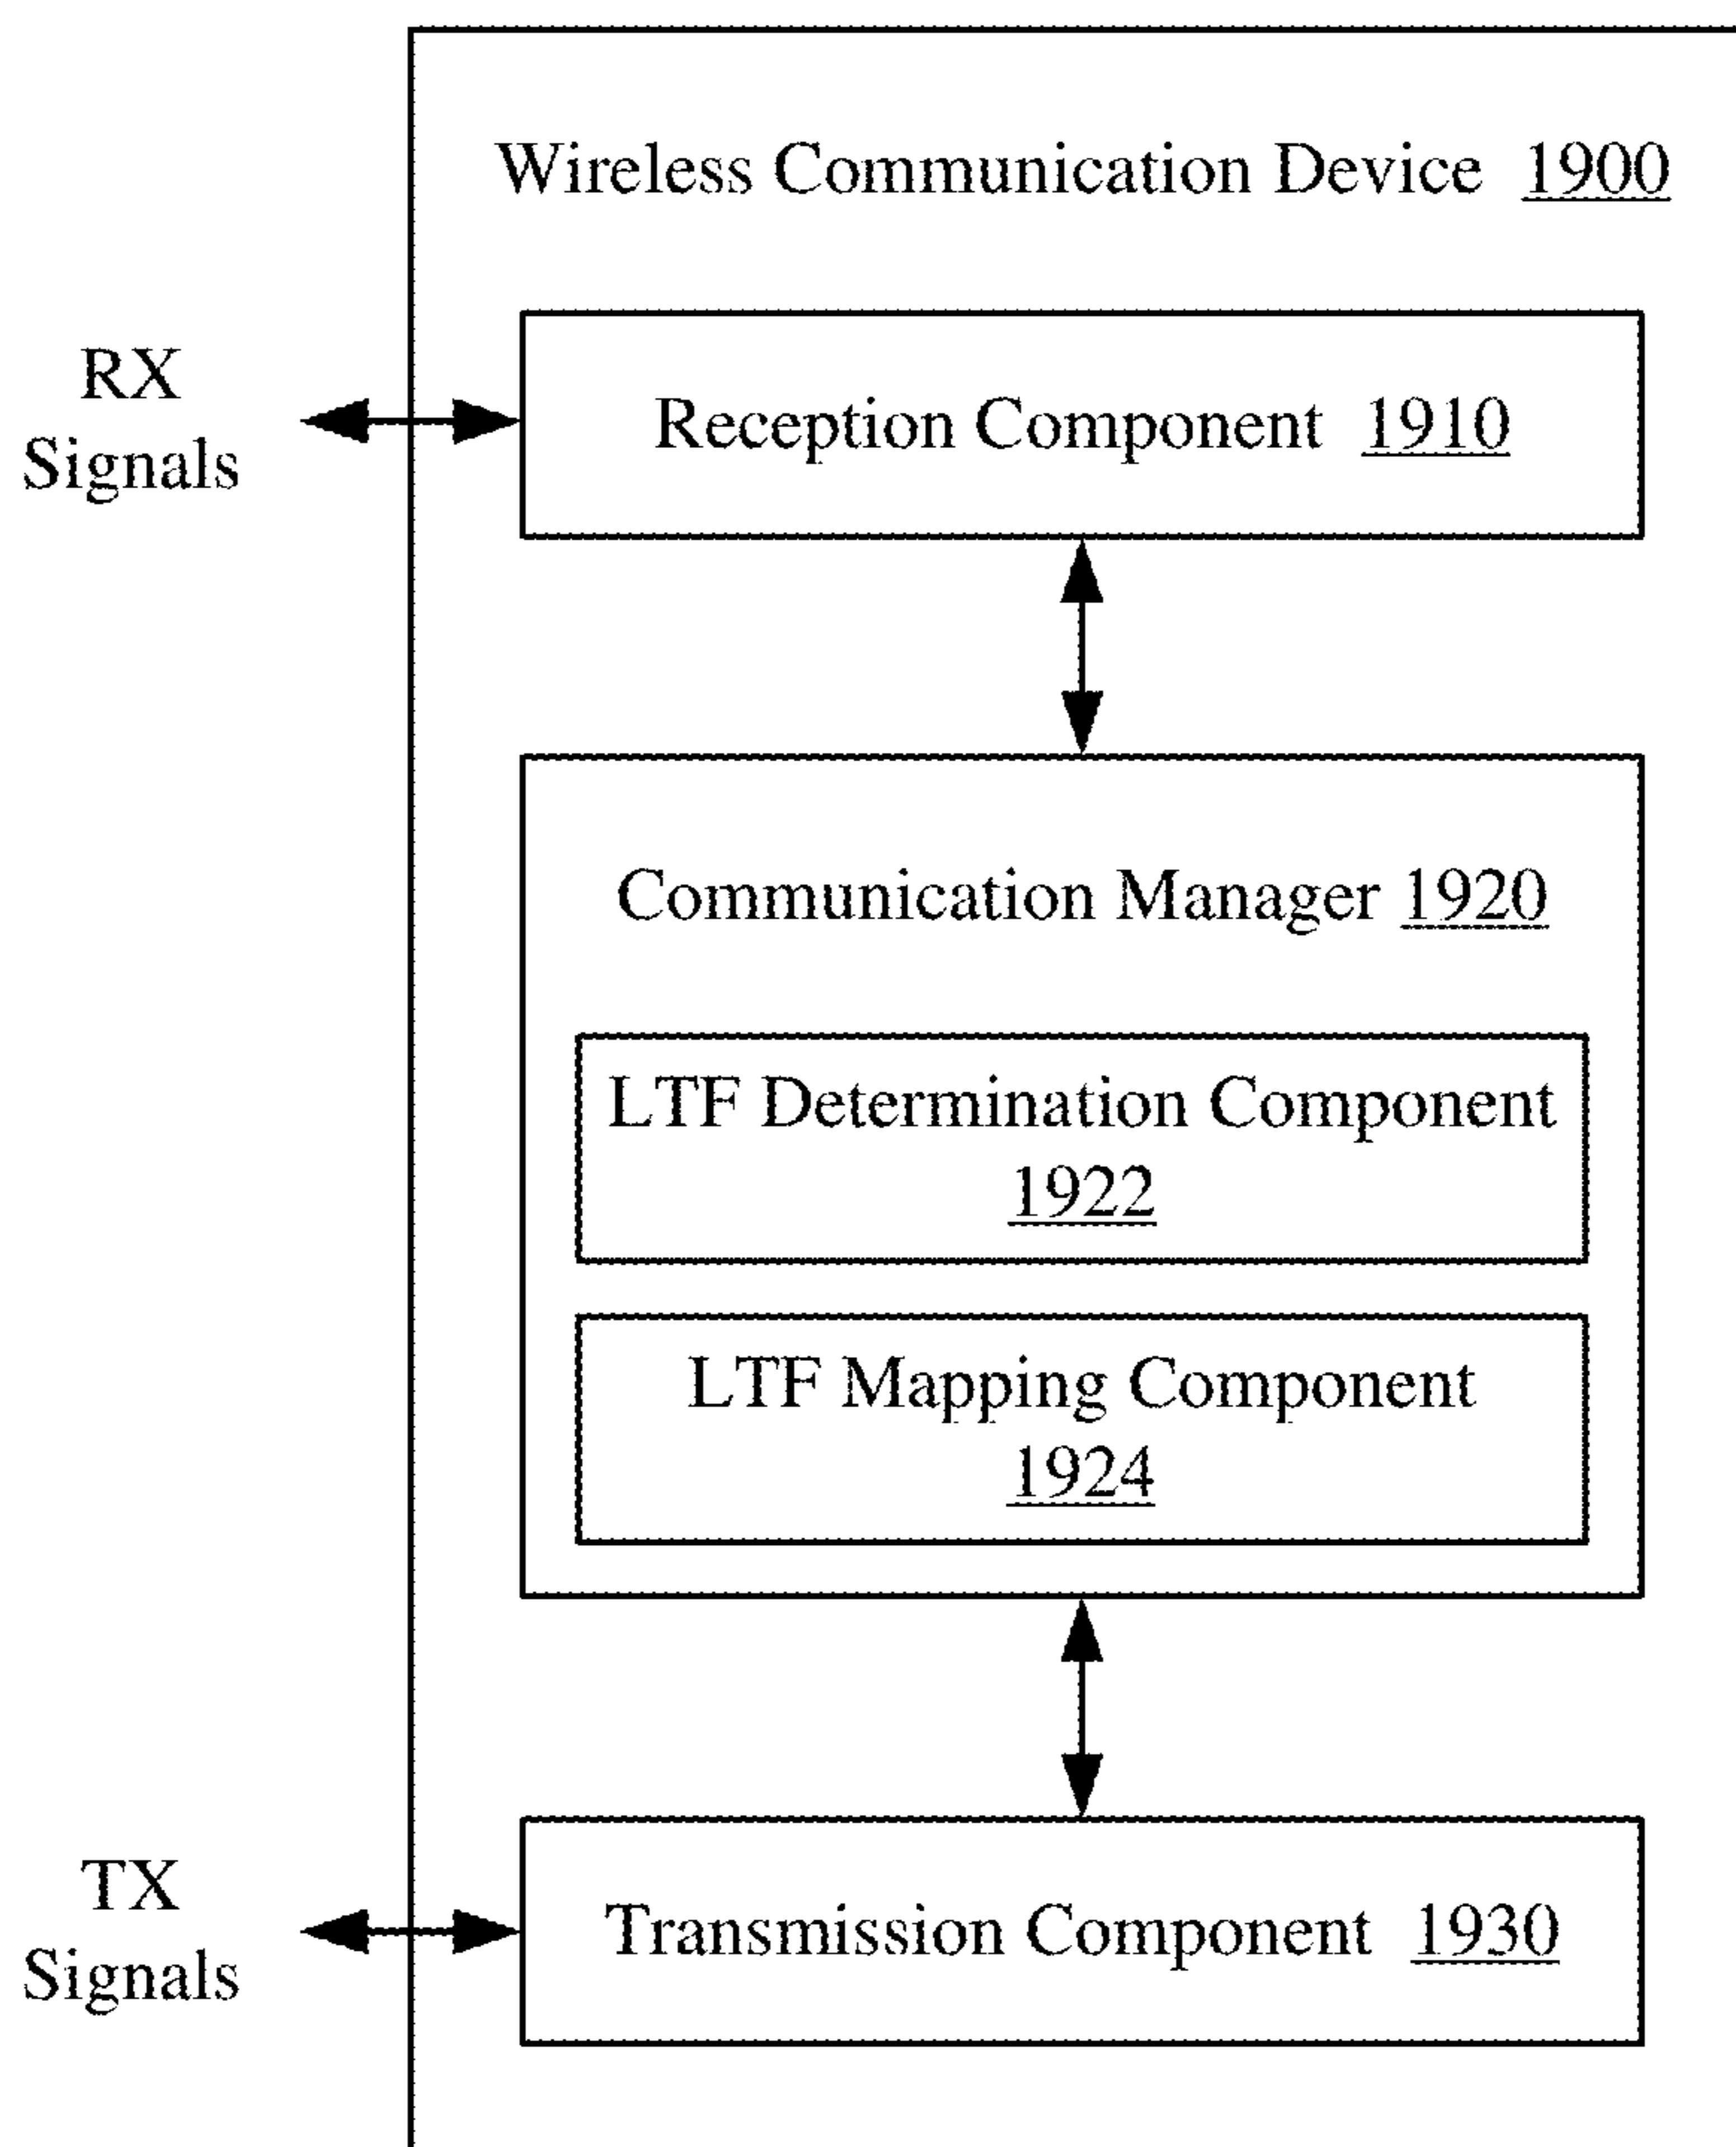 Wireless Communication Device 1900
RX
Signals
Reception Component 1910
Communication Manager 1920
LTF Determination Component
1922
LTF Mapping Component
1924
TX
Signals
Transmission Component 1930